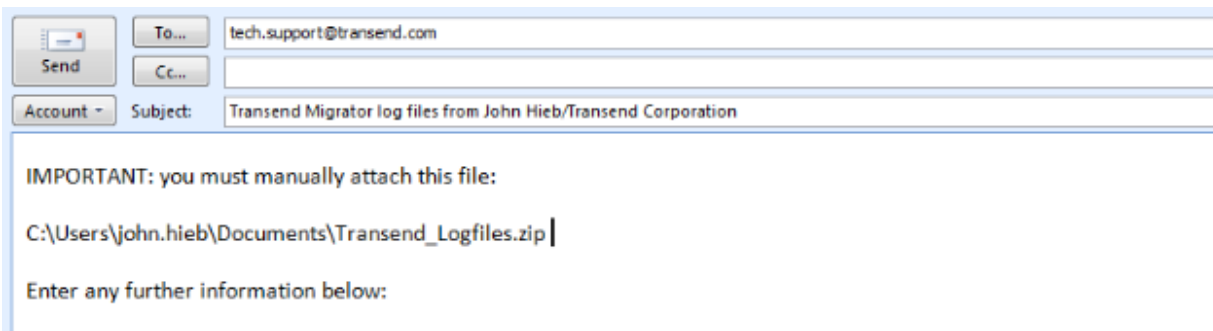 To...
tech.support@transend.com
Send
Cc...
Account
Subject:
Transend Migrator log files from John Hieb/Transend Corporation
IMPORTANT: you must manually attach this file:
C:\Users\john.hieb\Documents\Transend_Logfiles.zip
Enter any further information below: